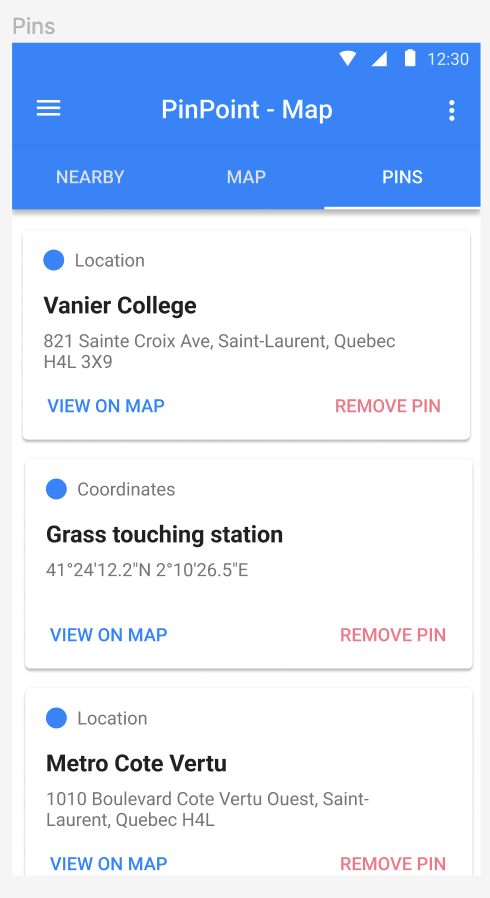 Pins
12:30
PinPoint - Map
NEARBY MAP PINS
Location
Vanier College
821 Sainte Croix Ave, Saint-Laurent, Quebec
H4L 3X9
VIEW ON MAP REMOVE PIN
Coordinates
Grass touching station
41°24'12.2"N 2°10'26.5"E
VIEW ON MAP REMOVE PIN
Location
Metro Cote Vertu
1010 Boulevard Cote Vertu Ouest, Saint-
Laurent, Quebec H4L
VIEW ON MAP REMOVE PIN